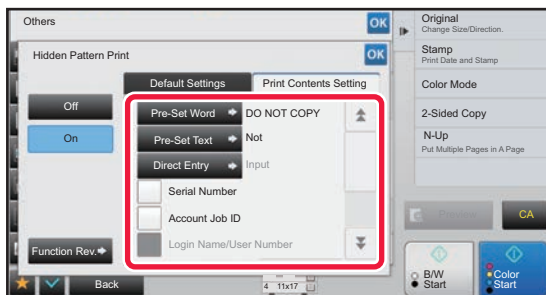 Others
OK
Hidden Pattern Print
OK
Default Settings
Print Contents Setting
Off
On
Pre-Set Word
DO NOT COPY
Pre-Set Text
Not
Direct Entry
Input
Serial Number
Account Job ID
Login Name/User Number
Function Rev.
Back
4 11x17
Original
Change Size/Direction.
Stamp
Print Date and Stamp
Color Mode
2-Sided Copy
N-Up
Put Multiple Pages in A Page
Preview
CA
B/W
Start
Color
Start